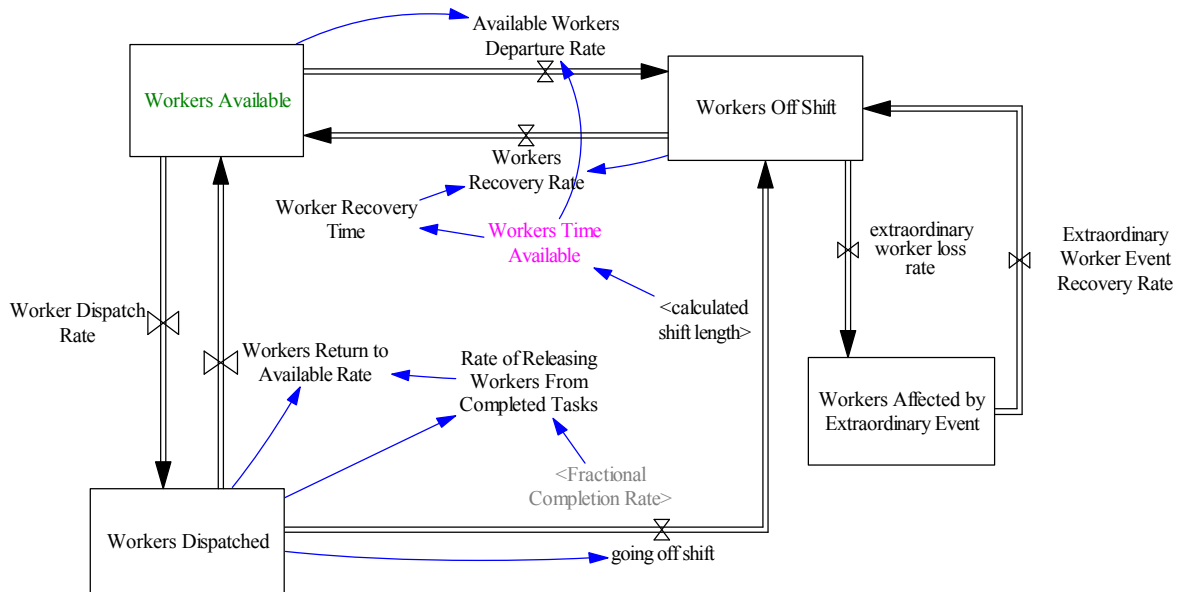 Available Workers
Departure Rate
Workers Available
Workers Off Shift
Workers
Recovery Rate
Worker Recovery
Time
Workers Time
Available
extraordinary
worker loss
rate
Extraordinary
Worker Event
Recovery Rate
<calculated
shift length>
Worker Dispatch
Rate
Workers Return to
Available Rate
Rate of Releasing
Workers From
Completed Tasks
Workers Affected by
Extraordinary Event
<Fractional
Completion Rate>
Workers Dispatched
going off shift